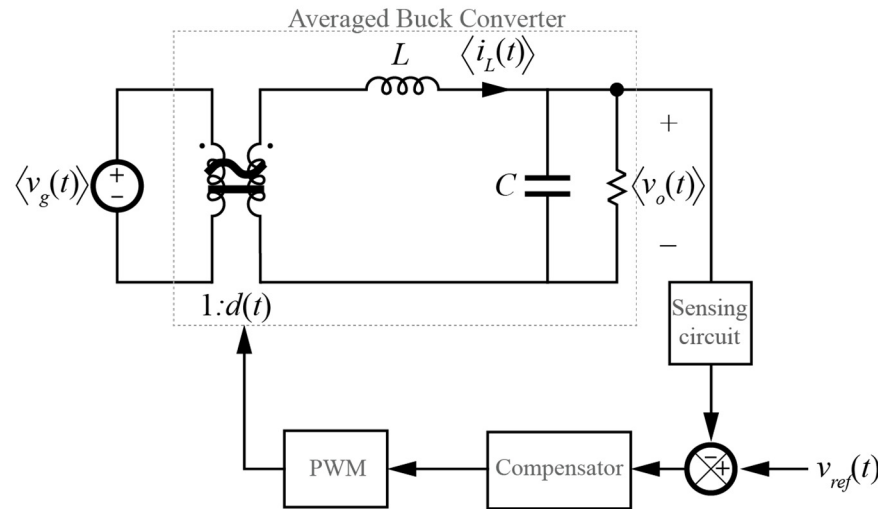 Averaged Buck Converter
L
⟨i_L(t)⟩
+
⟨v_g(t)⟩
+
−
C
⟨v_o(t)⟩
−
1:d(t)
Sensing
circuit
PWM
Compensator
−
+
v_ref(t)